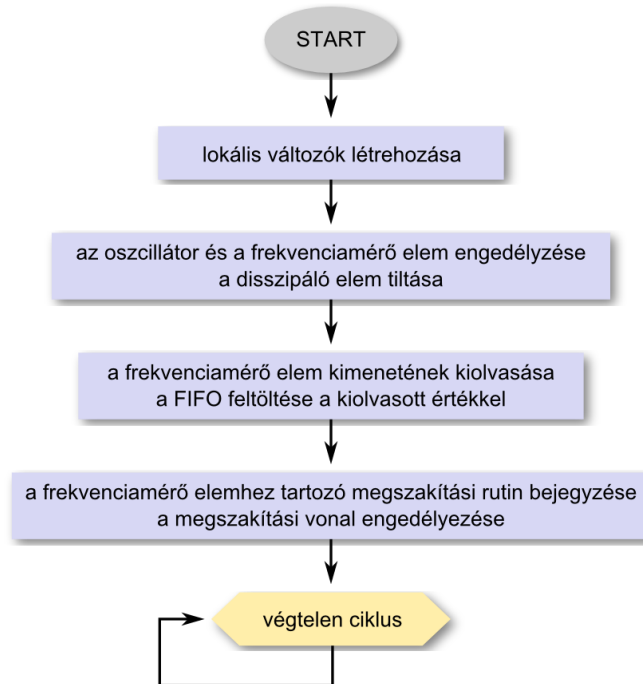 START
lokális változók létrehozása
az oszcillátor és a frekvenciamérő elem engedélyzése
a disszipáló elem tiltása
a frekvenciamérő elem kimenetének kiolvasása
a FIFO feltöltése a kiolvasott értékkel
a frekvenciamérő elemhez tartozó megszakítási rutin bejegyzése
a megszakítási vonal engedélyezése
végtelen ciklus